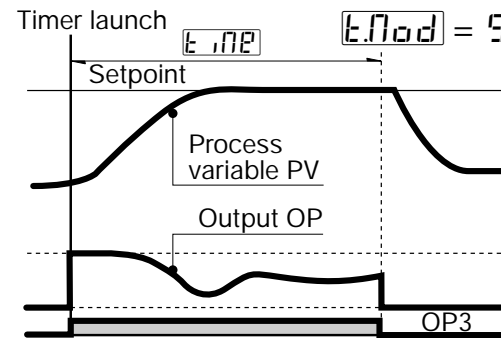 Timer launch
t.iME
t.Mod =
Setpoint
Process
variable PV
Output OP
OP3